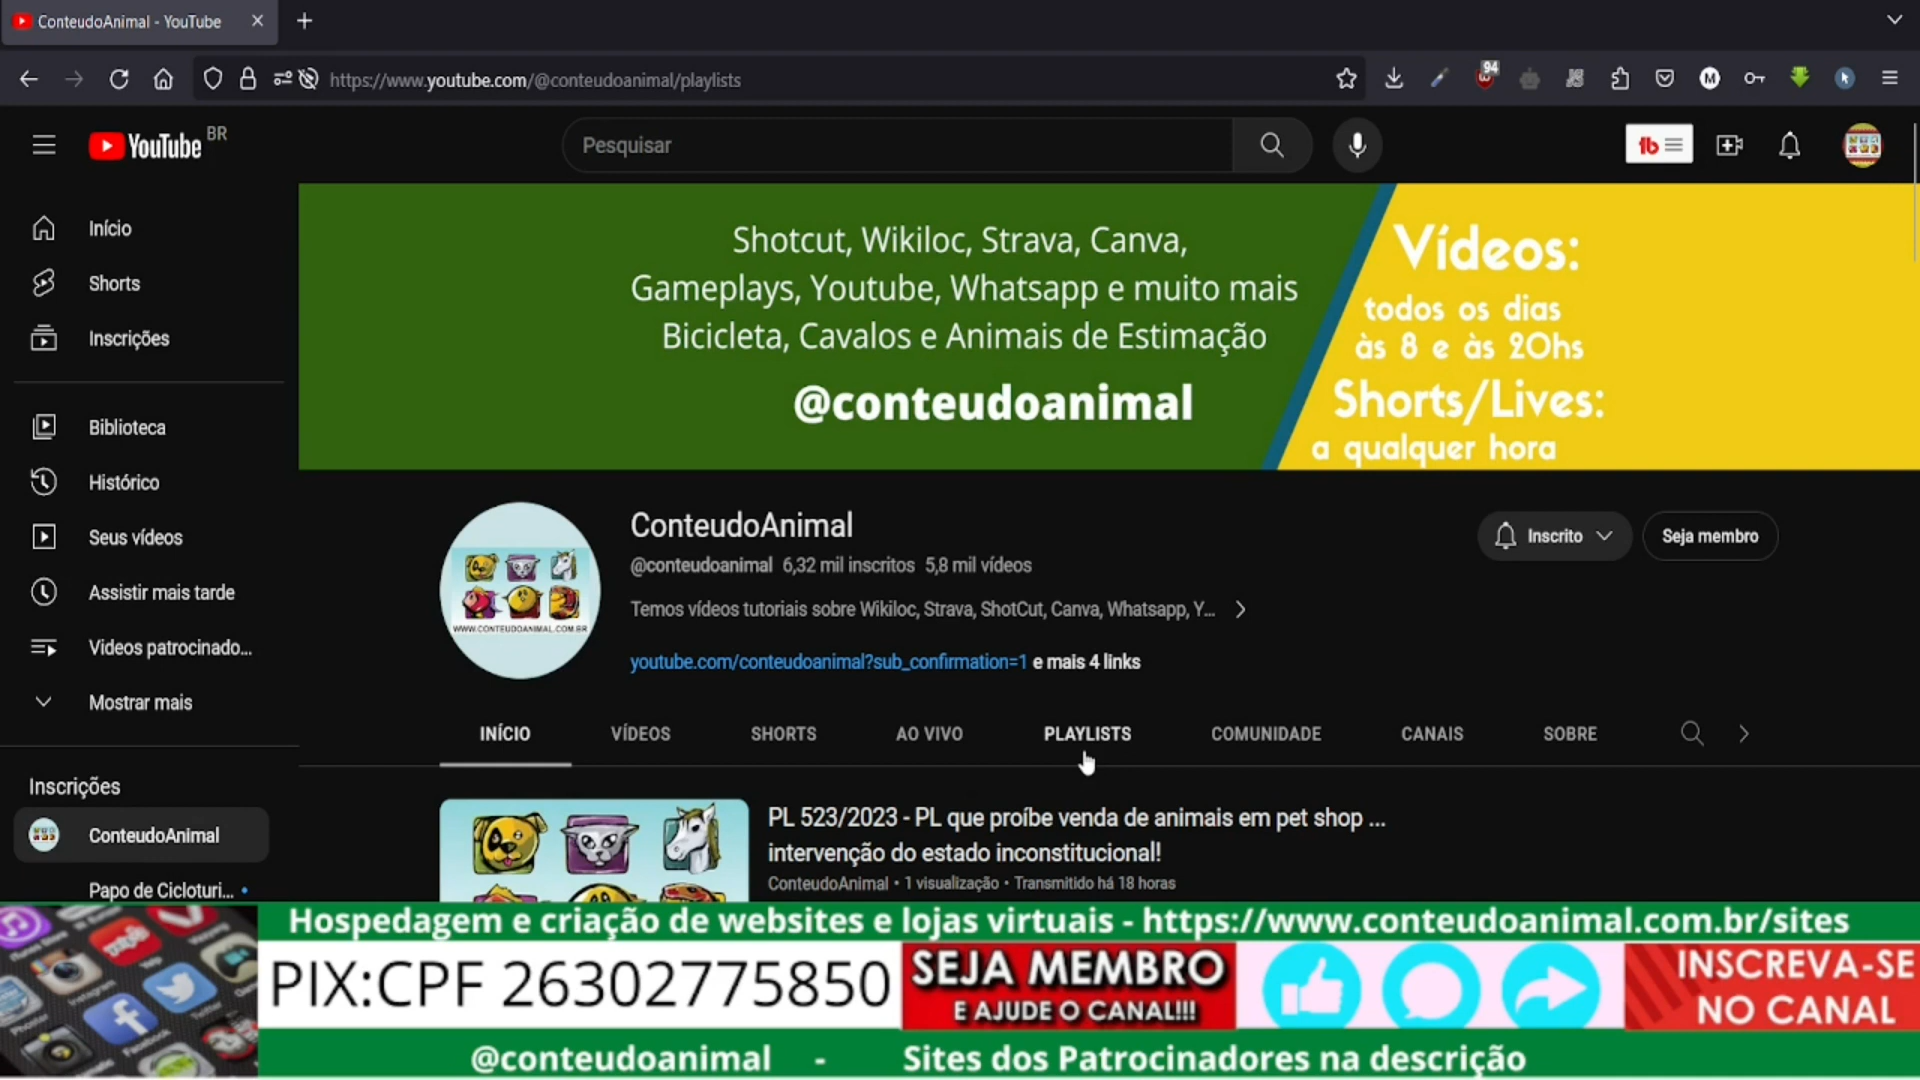 ConteudoAnimal - YouTube
https://www.youtube.com/@conteudoanimal/playlists
94
M
YouTube BR
Pesquisar
tb
Início
Shorts
Inscrições
Biblioteca
Histórico
Seus vídeos
Assistir mais tarde
Videos patrocinado...
Mostrar mais
Inscrições
ConteudoAnimal
Papo de Cicloturi...
Shotcut, Wikiloc, Strava, Canva,
Gameplays, Youtube, Whatsapp e muito mais
Bicicleta, Cavalos e Animais de Estimação
@conteudoanimal
Vídeos:
todos os dias
às 8 e às 20hs
Shorts/Lives:
a qualquer hora
WWW.CONTEUDOANIMAL.COM.BR
ConteudoAnimal
@conteudoanimal 6,32 mil inscritos 5,8 mil vídeos
Temos vídeos tutoriais sobre Wikiloc, Strava, ShotCut, Canva, Whatsapp, Y...
youtube.com/conteudoanimal?sub_confirmation=1 e mais 4 links
Inscrito
Seja membro
INÍCIO VÍDEOS SHORTS AO VIVO PLAYLISTS COMUNIDADE CANAIS SOBRE
PL 523/2023 - PL que proíbe venda de animais em pet shop ...
intervenção do estado inconstitucional!
ConteudoAnimal • 1 visualização • Transmitido há 18 horas
Hospedagem e criação de websites e lojas virtuais - https://www.conteudoanimal.com.br/sites
PIX:CPF 26302775850
SEJA MEMBRO
E AJUDE O CANAL!!!
INSCREVA-SE
NO CANAL
@conteudoanimal - Sites dos Patrocinadores na descrição